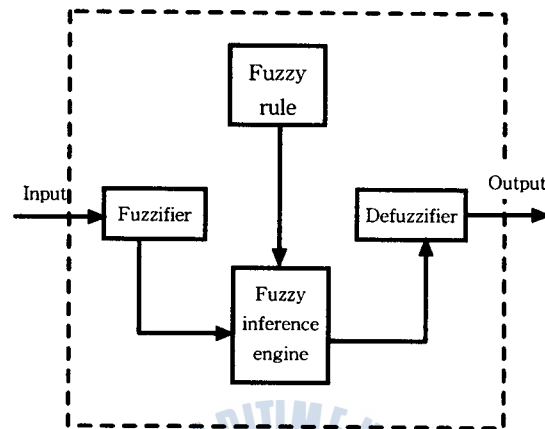 Fuzzy
rule
Input
Output
Fuzzifier
Defuzzifier
Fuzzy
inference
engine